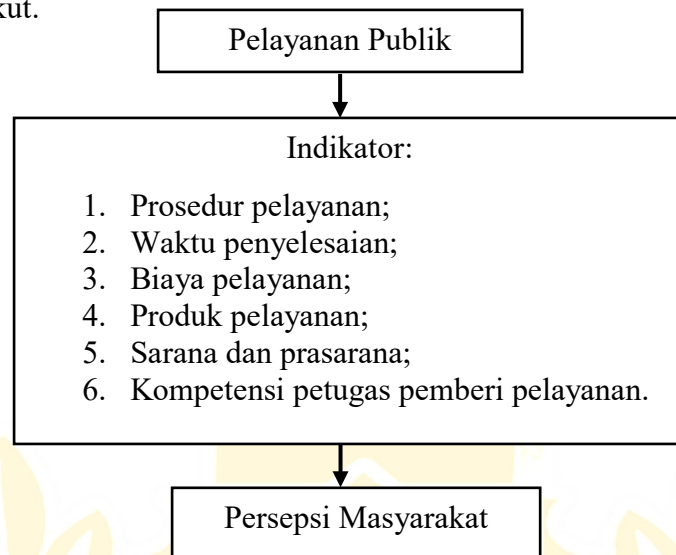 kut.
Pelayanan Publik
Indikator:
1. Prosedur pelayanan;
2. Waktu penyelesaian;
3. Biaya pelayanan;
4. Produk pelayanan;
5. Sarana dan prasarana;
6. Kompetensi petugas pemberi pelayanan.
Persepsi Masyarakat